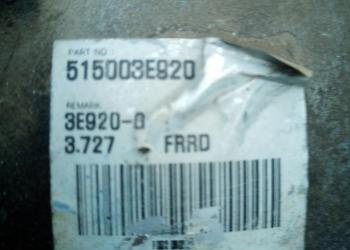 PART NO :
515003E920
REMARK
3E920-0
3.727 FRRD